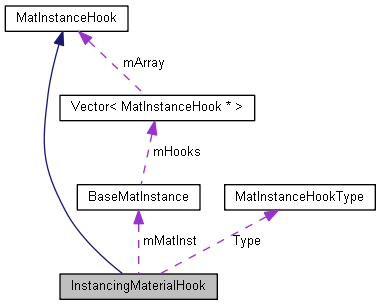 MatInstanceHook
mArray
Vector< MatInstanceHook * >
mHooks
BaseMatInstance
MatInstanceHookType
mMatInst
Type
InstancingMaterialHook